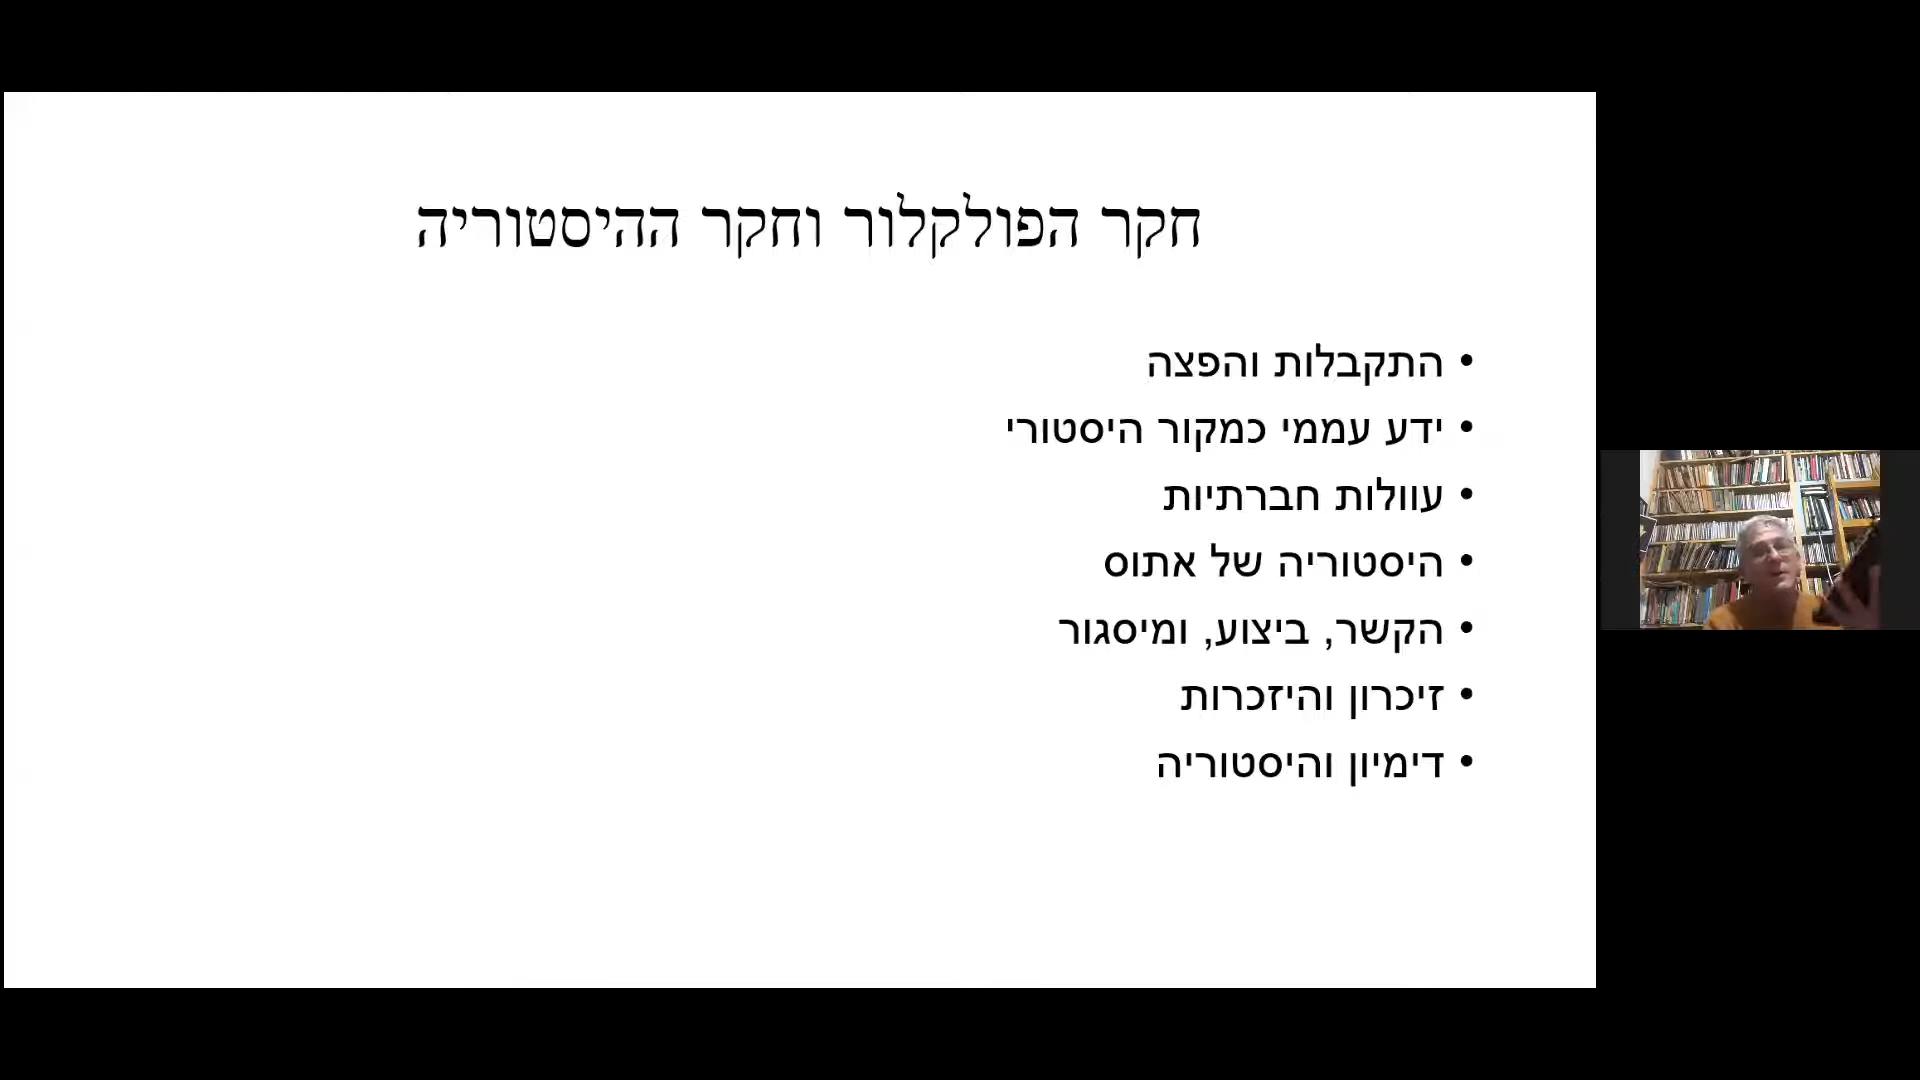 חקר הפולקלור וחקר ההיסטוריה
• התקבלות והפצה
• ידע עממי כמקור היסטורי
• עוולות חברתיות
• היסטוריה של אתוס
• הקשר, ביצוע, ומיסגור
• זיכרון והיזכרות
• דימיון והיסטוריה